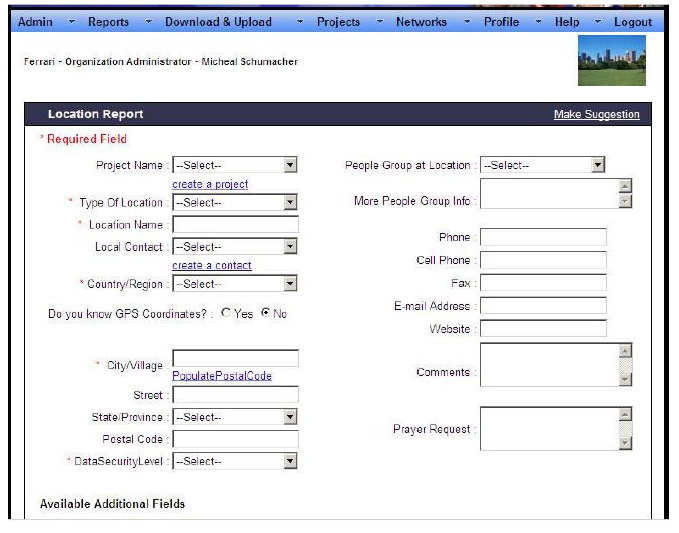 Admin Reports Download & Upload Projects Networks Profile Help Logout
Ferrari - Organization Administrator - Micheal Schumacher
Location Report Make Suggestion
* Required Field
Project Name : --Select--
create a project
* Type Of Location : --Select--
* Location Name :
Local Contact : --Select--
create a contact
* Country/Region : --Select--
Do you know GPS Coordinates? : Yes No
* City/Village :
PopulatePostalCode
Street :
State/Province : --Select--
Postal Code :
* DataSecurityLevel : --Select--
People Group at Location : --Select--
More People Group Info :
Phone :
Cell Phone :
Fax :
E-mail Address :
Website :
Comments :
Prayer Request :
Available Additional Fields